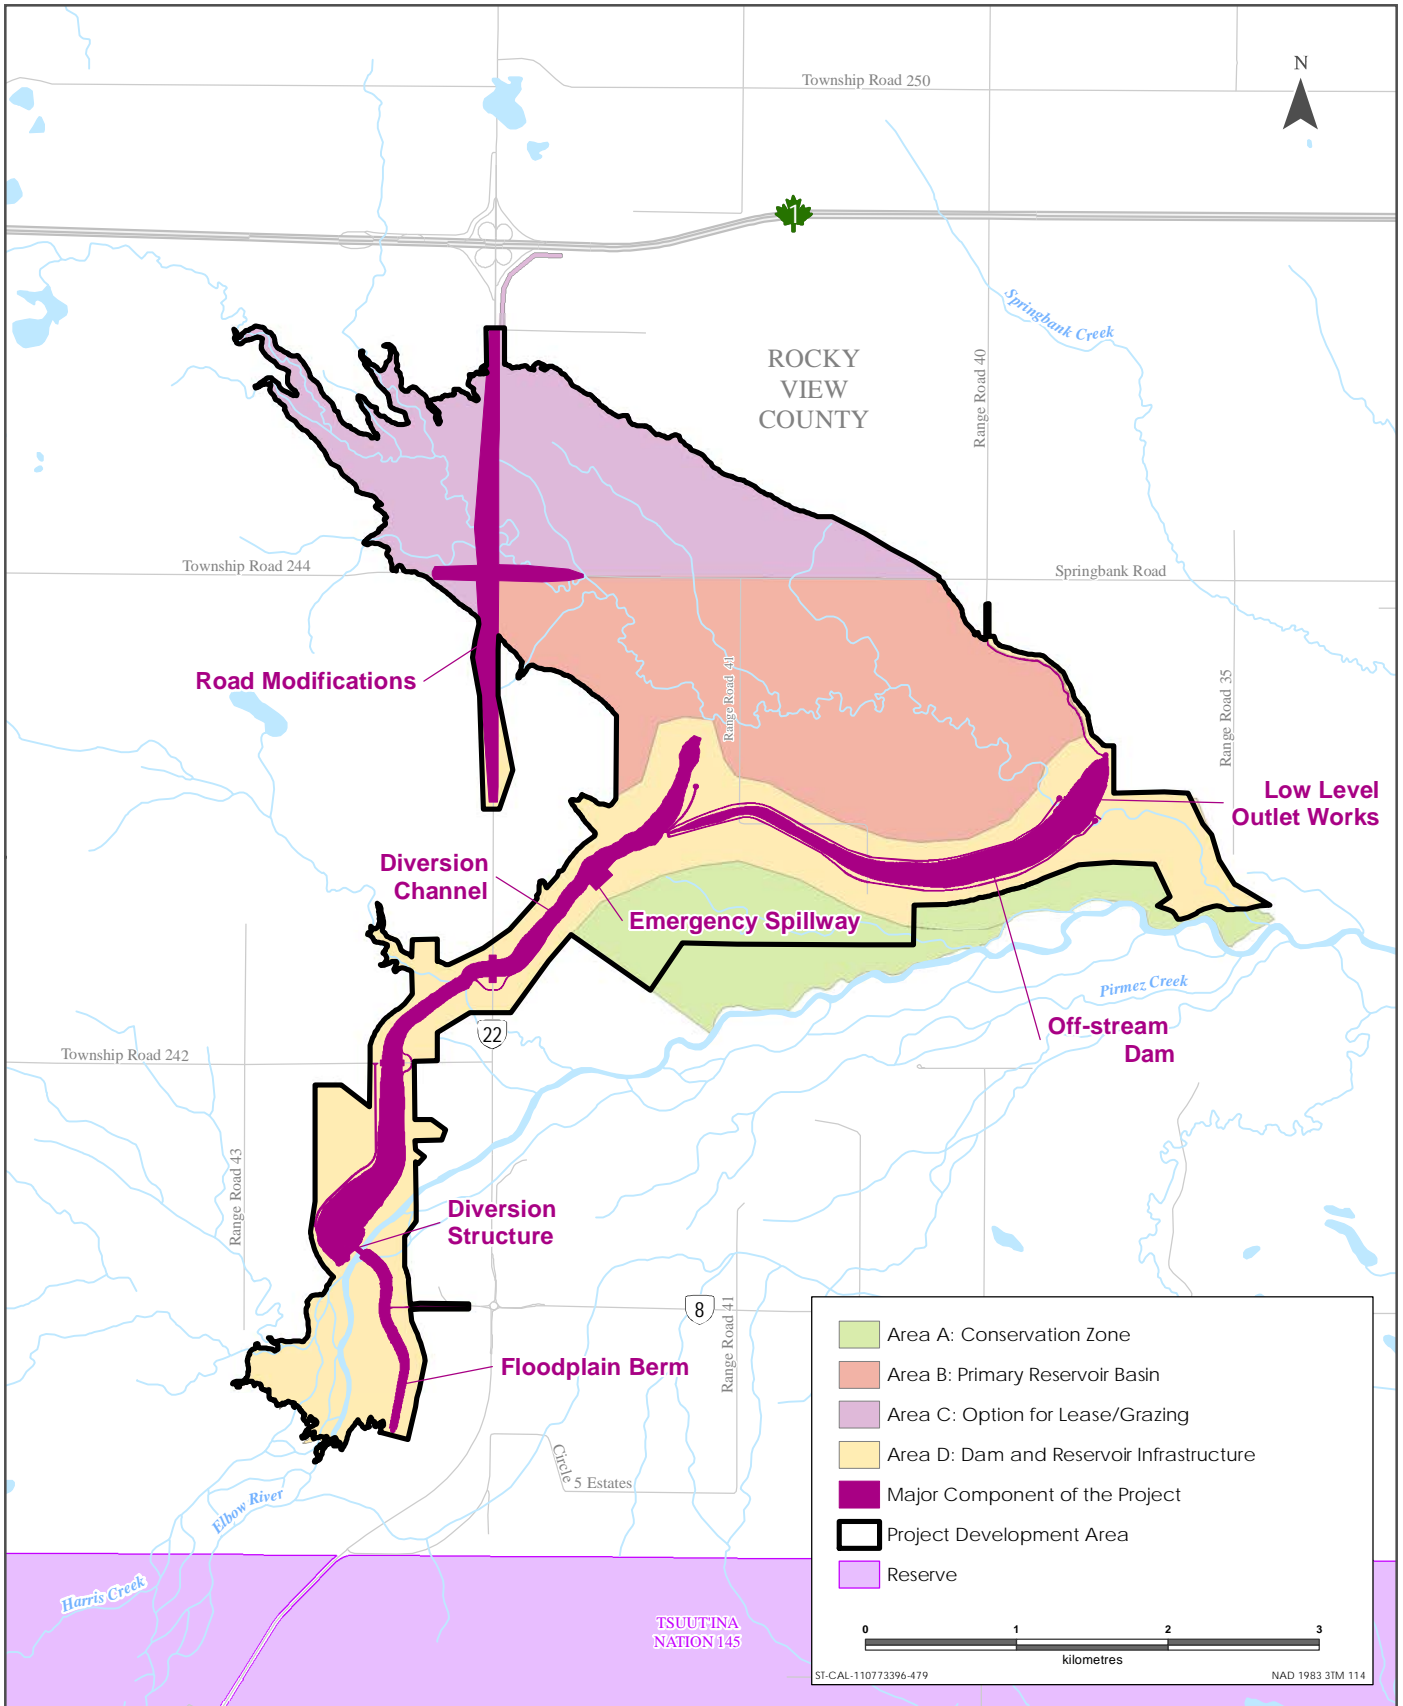 Township Road 250
N
1
Springbank Creek
ROCKY
VIEW
COUNTY
Range Road 40
Township Road 244
Springbank Road
Road Modifications
Range Road 41
Range Road 35
Low Level
Outlet Works
Diversion
Channel
Emergency Spillway
Pirmez Creek
22
Off-stream
Dam
Township Road 242
Range Road 43
Diversion
Structure
8
Range Road 41
Floodplain Berm
Circle 5 Estates
Elbow River
Harris Creek
TSUUT'INA
NATION 145
Area A: Conservation Zone
Area B: Primary Reservoir Basin
Area C: Option for Lease/Grazing
Area D: Dam and Reservoir Infrastructure
Major Component of the Project
Project Development Area
Reserve
0 1 2 3
kilometres
ST-CAL-110773396-479 NAD 1983 3TM 114